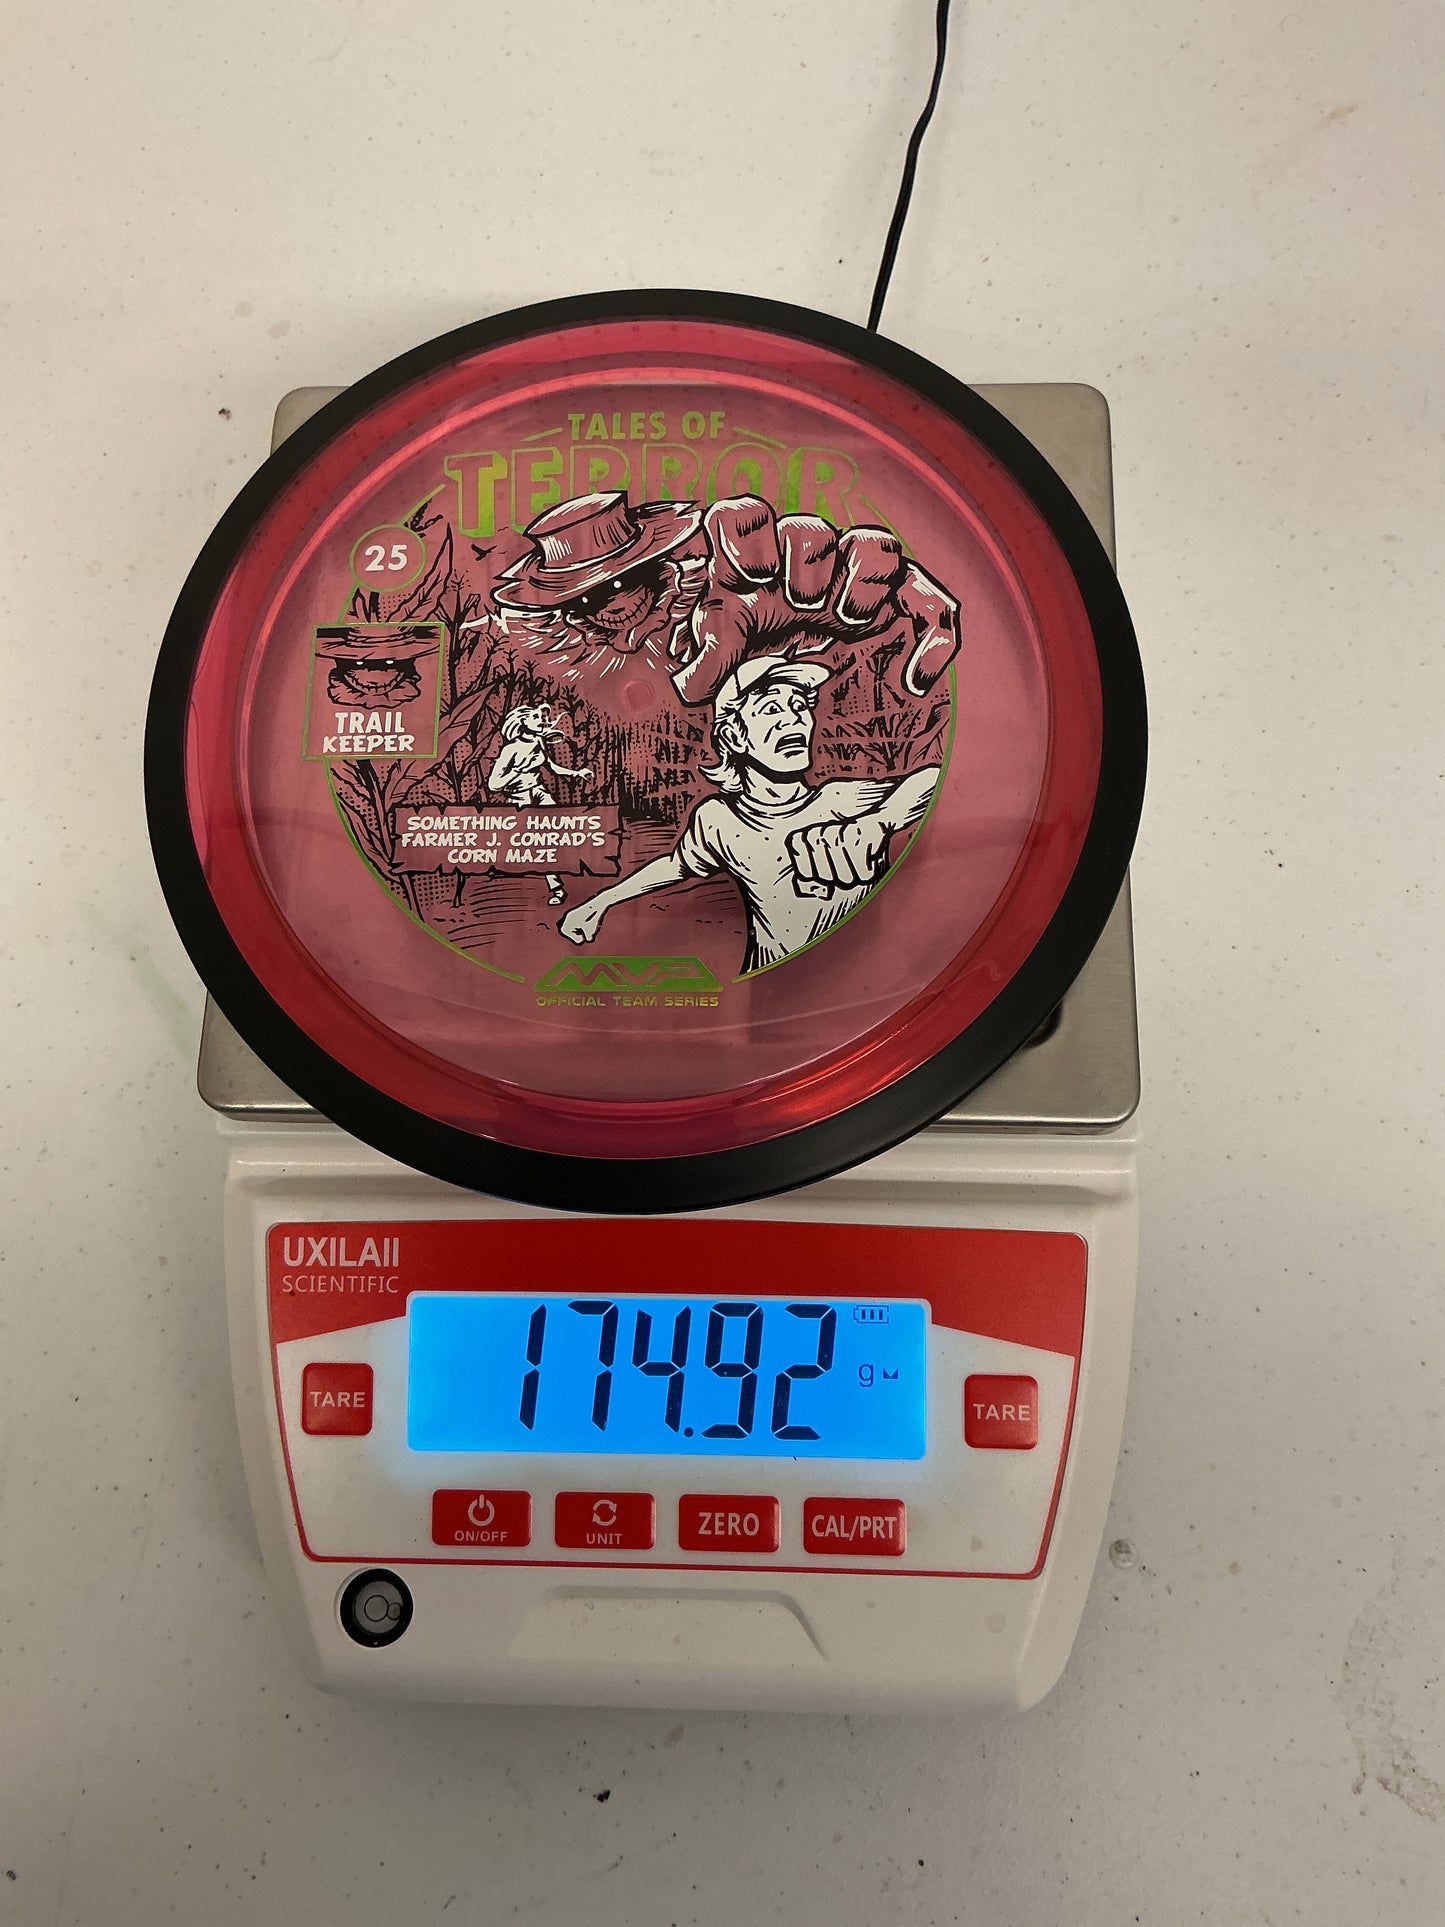 TALES OF
TERROR
25
TRAIL
KEEPER
SOMETHING HAUNTS
FARMER J. CONRAD'S
CORN MAZE
MVP
OFFICIAL TEAM SERIES
UXILAII
SCIENTIFIC
174.92
g
TARE
TARE
ON/OFF
UNIT
ZERO
CAL/PRT